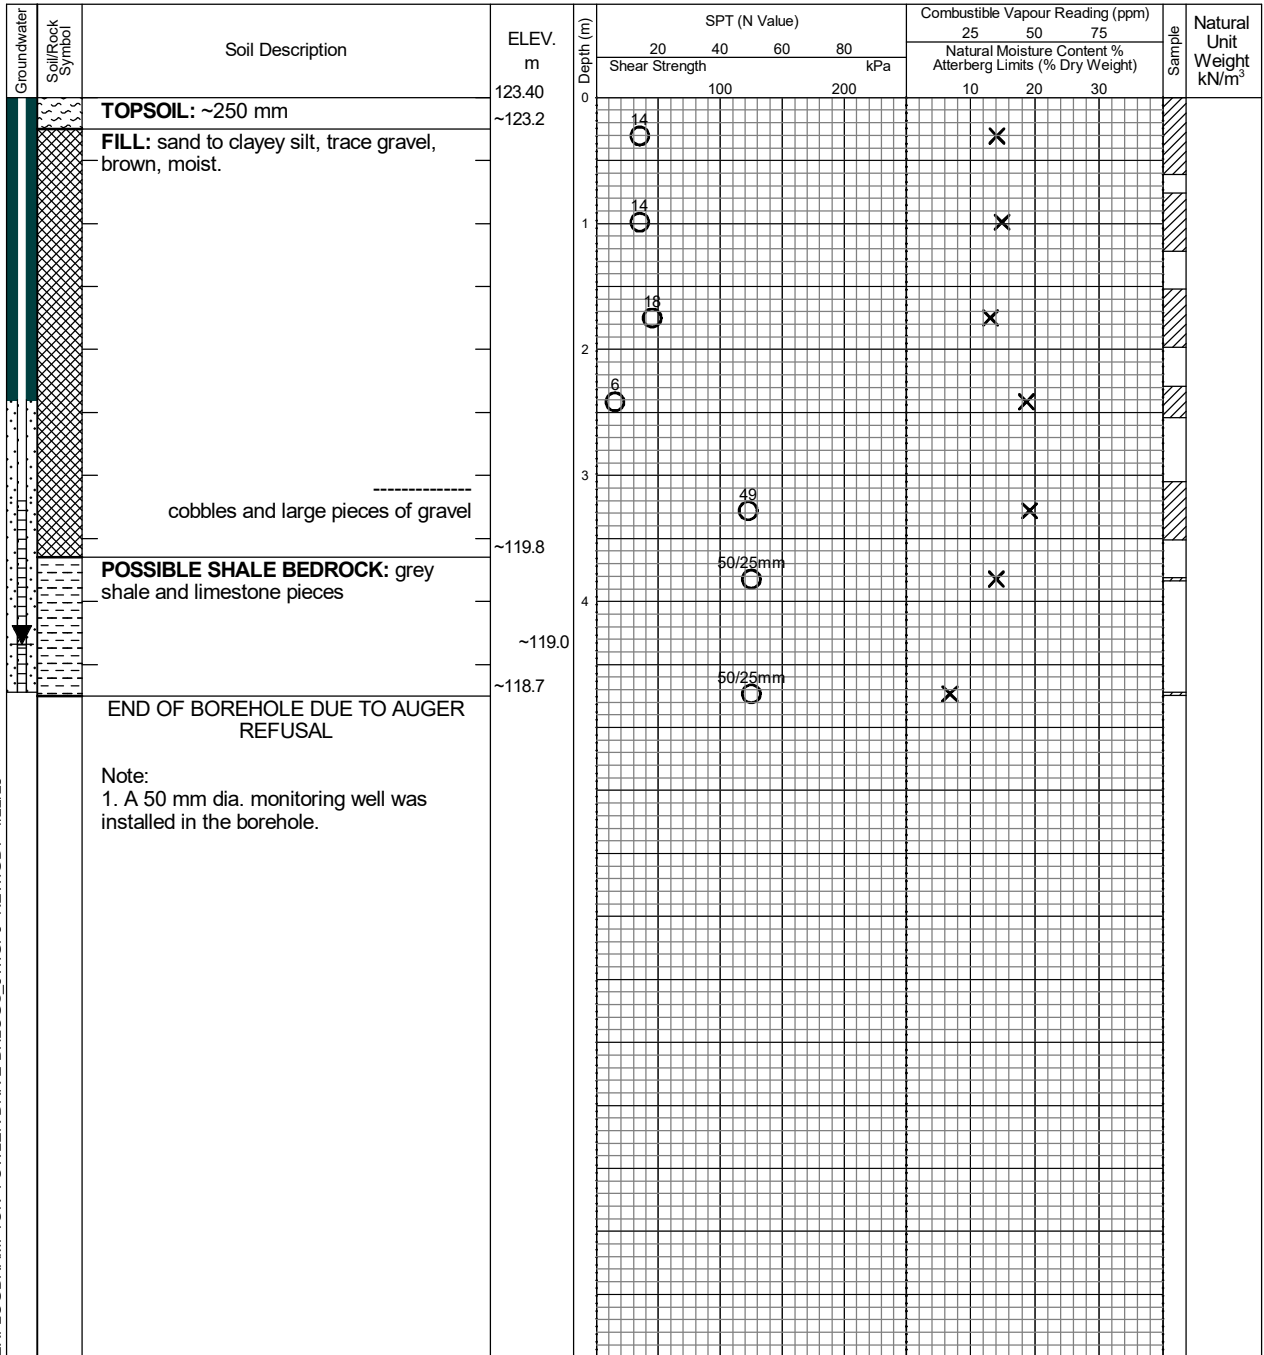 Groundwater
Soil/Rock
Symbol
Soil Description
ELEV.
m
Depth (m)
SPT (N Value)
20 40 60 80
Shear Strength kPa
100 200
Combustible Vapour Reading (ppm)
25 50 75
Natural Moisture Content %
Atterberg Limits (% Dry Weight)
10 20 30
Sample
Natural
Unit
Weight
kN/m³
123.40
0
TOPSOIL: ~250 mm
~123.2
FILL: sand to clayey silt, trace gravel,
brown, moist.
14
14
1
18
2
6
3
cobbles and large pieces of gravel
49
~119.8
POSSIBLE SHALE BEDROCK: grey
shale and limestone pieces
50/25mm
4
~119.0
~118.7
50/25mm
END OF BOREHOLE DUE TO AUGER
REFUSAL
Note:
1. A 50 mm dia. monitoring well was
installed in the borehole.